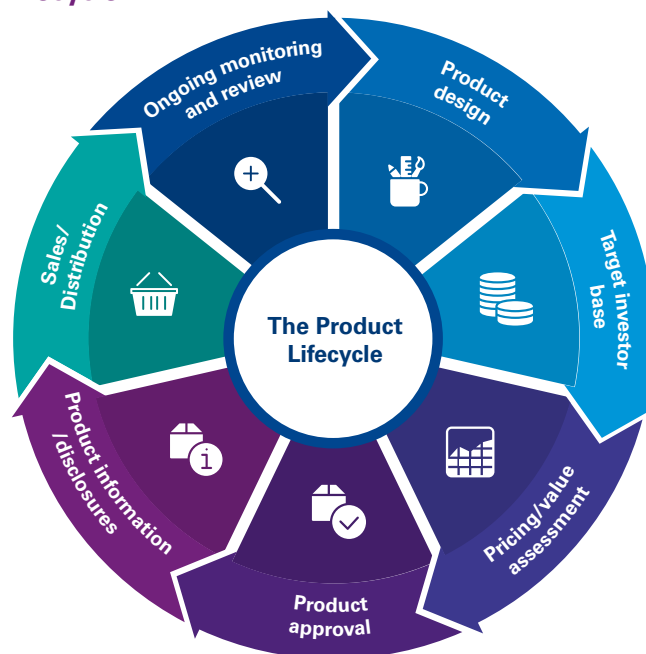 Ongoing monitoring
and review
Product
design
Target investor
base
Pricing/value
assessment
Product
approval
Product information
/disclosures
Sales/
Distribution
The Product
Lifecycle